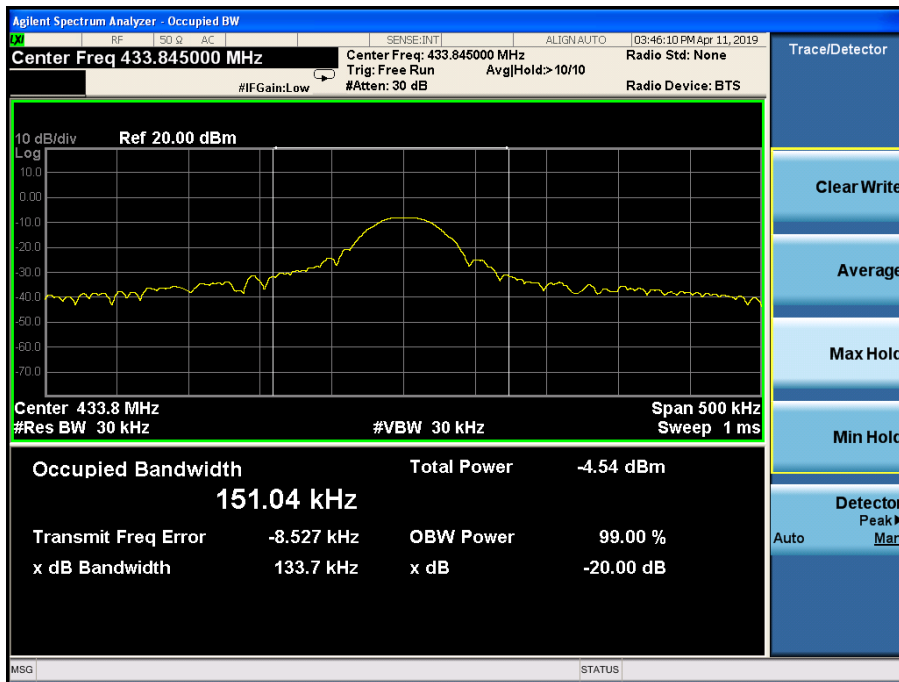 Agilent Spectrum Analyzer - Occupied BW
LXI RF 50 Ω AC SENSE:INT ALIGN AUTO 03:46:10 PM Apr 11, 2019
Center Freq 433.845000 MHz
Center Freq: 433.845000 MHz
Radio Std: None
Trig: Free Run Avg|Hold:> 10/10
#IFGain:Low #Atten: 30 dB Radio Device: BTS
10 dB/div Ref 20.00 dBm
Log
10.0
0.00
-10.0
-20.0
-30.0
-40.0
-50.0
-60.0
-70.0
Center 433.8 MHz Span 500 kHz
#Res BW 30 kHz #VBW 30 kHz Sweep 1 ms
Occupied Bandwidth Total Power -4.54 dBm
151.04 kHz
Transmit Freq Error -8.527 kHz OBW Power 99.00 %
x dB Bandwidth 133.7 kHz x dB -20.00 dB
MSG STATUS
Trace/Detector
Clear Write
Average
Max Hold
Min Hold
Detector
Peak▶
Auto Man